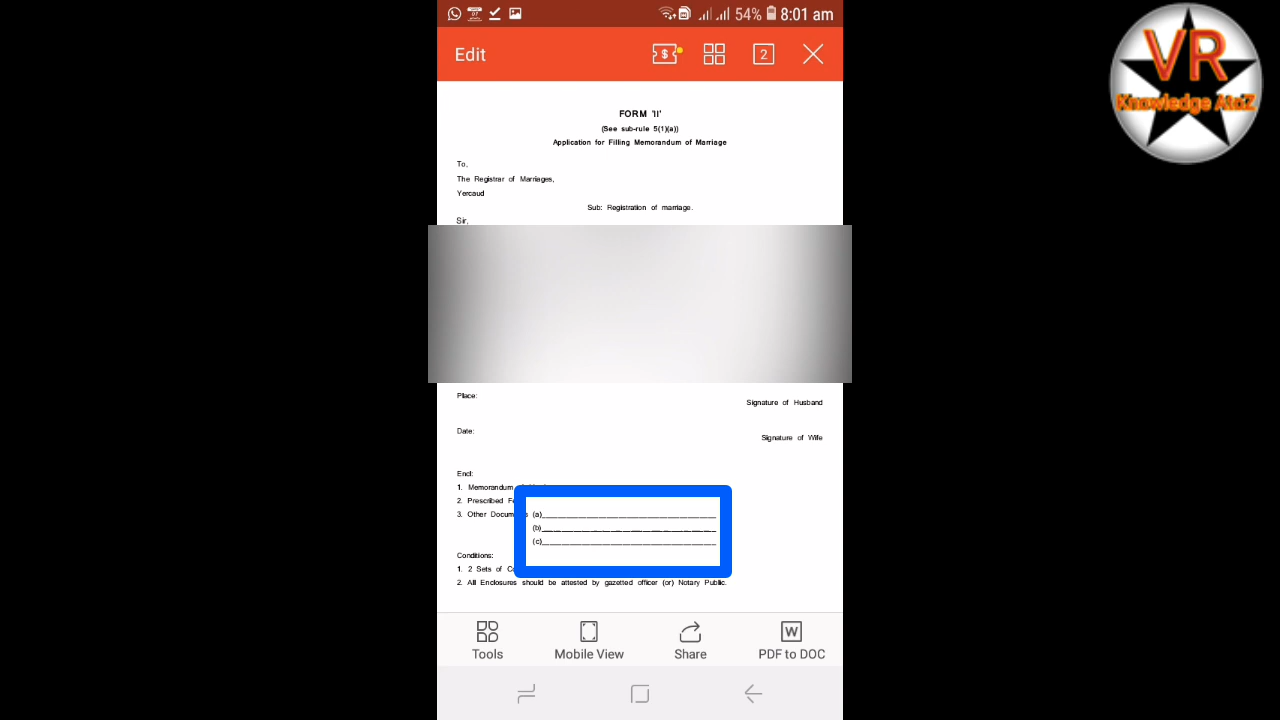 54% 8:01 am
Edit
$
2
VR
Knowledge AtoZ
FORM 'II'
(See sub-rule 5(1)(a))
Application for Filling Memorandum of Marriage
To,
The Registrar of Marriages,
Yercaud
Sub: Registration of marriage.
Sir,
Place:
Signature of Husband
Date:
Signature of Wife
Encl:
1. Memorandum
2. Prescribed
3. Other (a)
(b)
(c)
Conditions:
1. 2 Sets of
2. All Enclosures should be attested by gazetted officer (or) Notary Public.
W
Tools Mobile View Share PDF to DOC